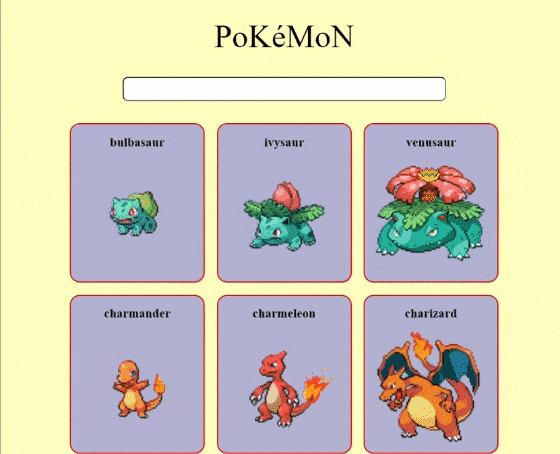 PoKéMoN
bulbasaur
ivysaur
venusaur
charmander
charmeleon
charizard